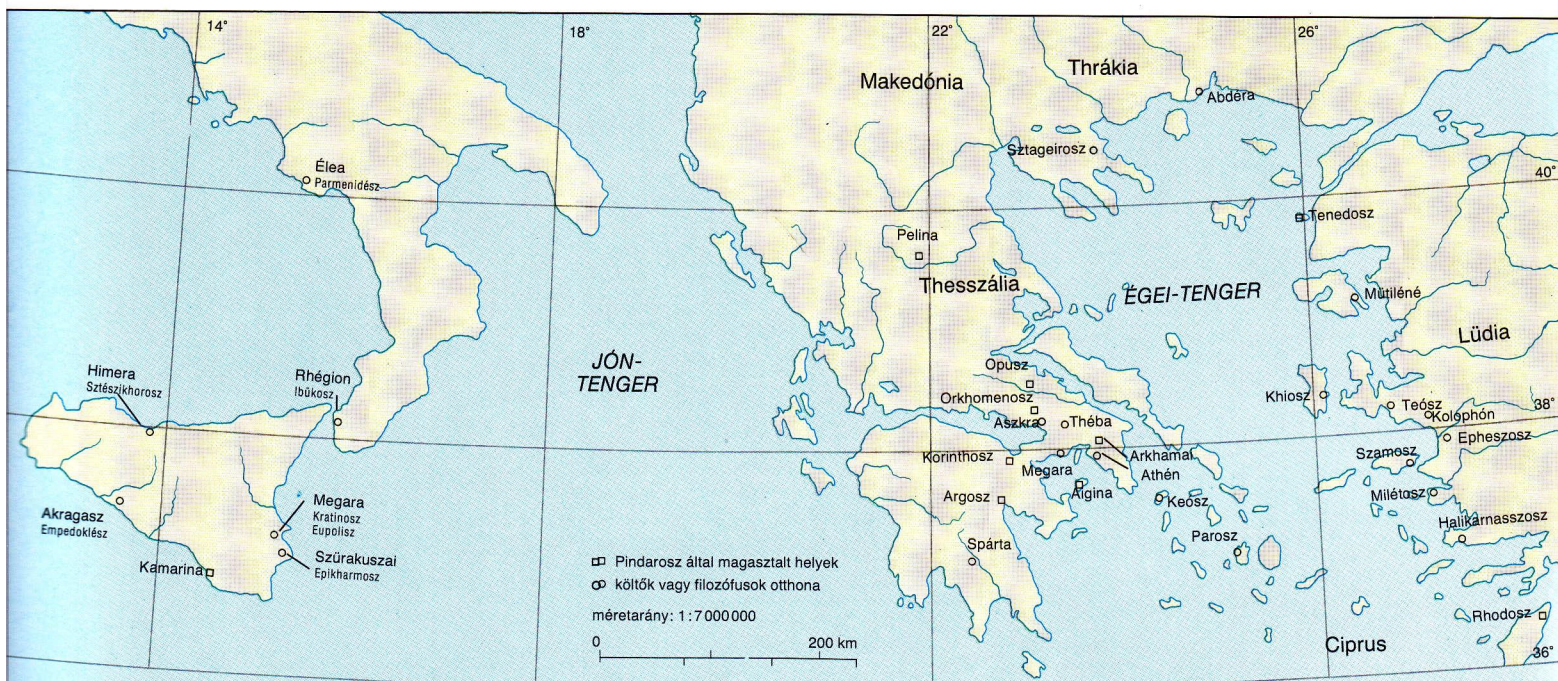 14°
18°
22°
26°
Makedónia
Thrákia
Abdéra
Sztageirosz
Élea
Parmenidész
40°
Tenedosz
Pelina
Thesszália
ÉGEI-TENGER
Mütiléné
Lüdia
JÓN-
TENGER
Himera
Sztészikhorosz
Rhégion
Ibükosz
Opusz
Orkhomenosz
Aszkra
Théba
Khiosz
Teósz
Kolophón
38°
Epheszosz
Korinthosz
Megara
Arkhamai
Athén
Szamosz
Argosz
Aigina
Keósz
Milétosz
Akragasz
Empedoklész
Megara
Kratinosz
Eupolisz
Halikarnasszosz
Spárta
Parosz
Szürakuszai
Epikharmosz
Kamarina
Pindarosz által magasztalt helyek
költők vagy filozófusok otthona
méretarány: 1:7000000
0 200 km
Rhodosz
Ciprus
36°